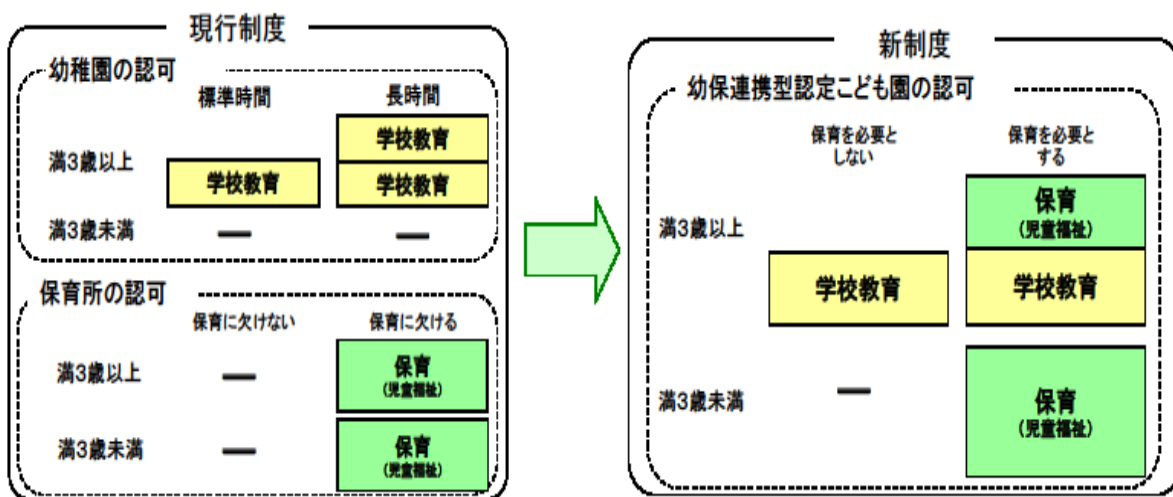 現行制度
幼稚園の認可
標準時間
長時間
学校教育
満3歳以上
学校教育
学校教育
満3歳未満
ー
ー
保育所の認可
保育に欠けない
保育に欠ける
満3歳以上
ー
保育
(児童福祉)
満3歳未満
ー
保育
(児童福祉)
新制度
幼保連携型認定こども園の認可
保育を必要と
しない
保育を必要と
する
満3歳以上
保育
(児童福祉)
学校教育
学校教育
満3歳未満
ー
保育
(児童福祉)